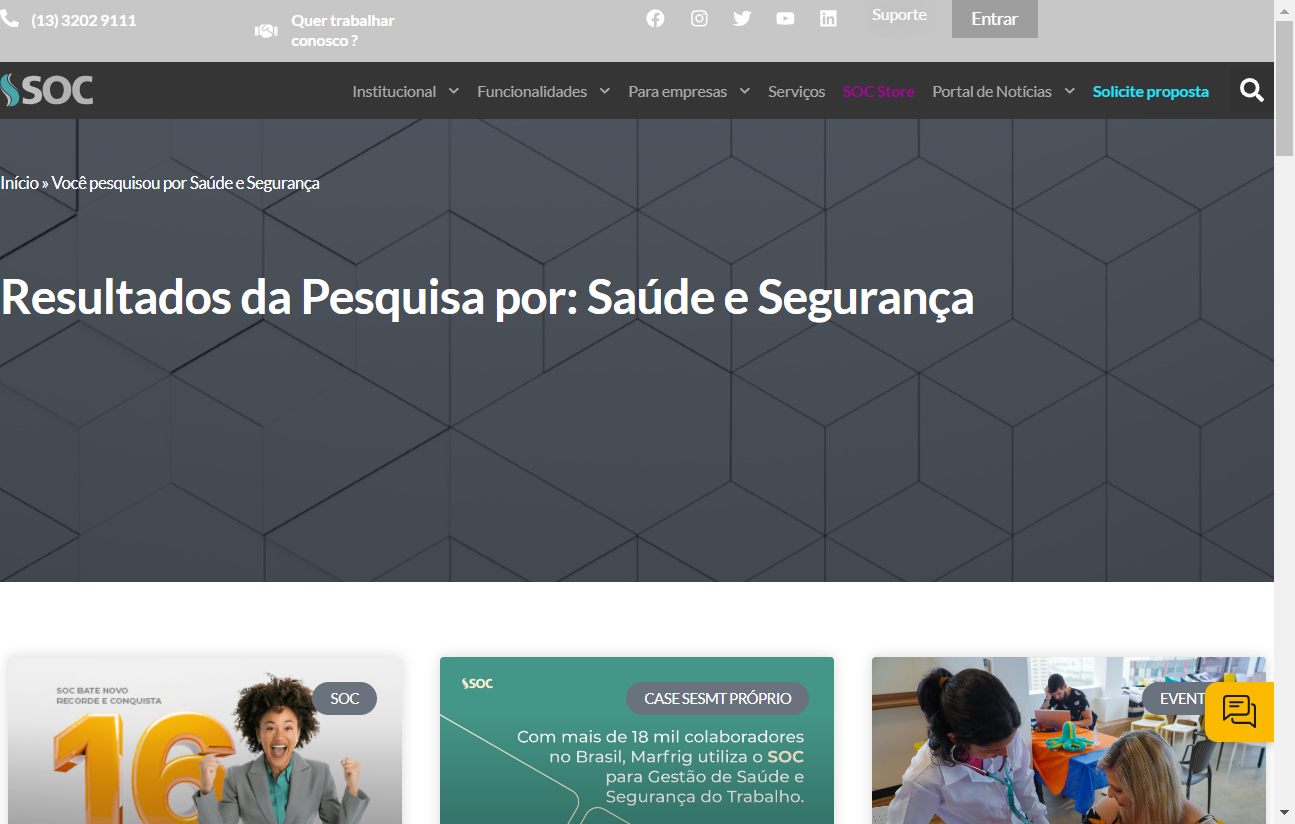 (13) 3202 9111
Quer trabalhar
conosco ?
Suporte
Entrar
SOC
Institucional
Funcionalidades
Para empresas
Serviços
SOC Store
Portal de Notícias
Solicite proposta
Início » Você pesquisou por Saúde e Segurança
Resultados da Pesquisa por: Saúde e Segurança
SOC BATE NOVO
RECORDE E CONQUISTA
16
SOC
SOC
CASE SESMT PRÓPRIO
Com mais de 18 mil colaboradores
no Brasil, Marfrig utiliza o SOC
para Gestão de Saúde e
Segurança do Trabalho.
EVENT